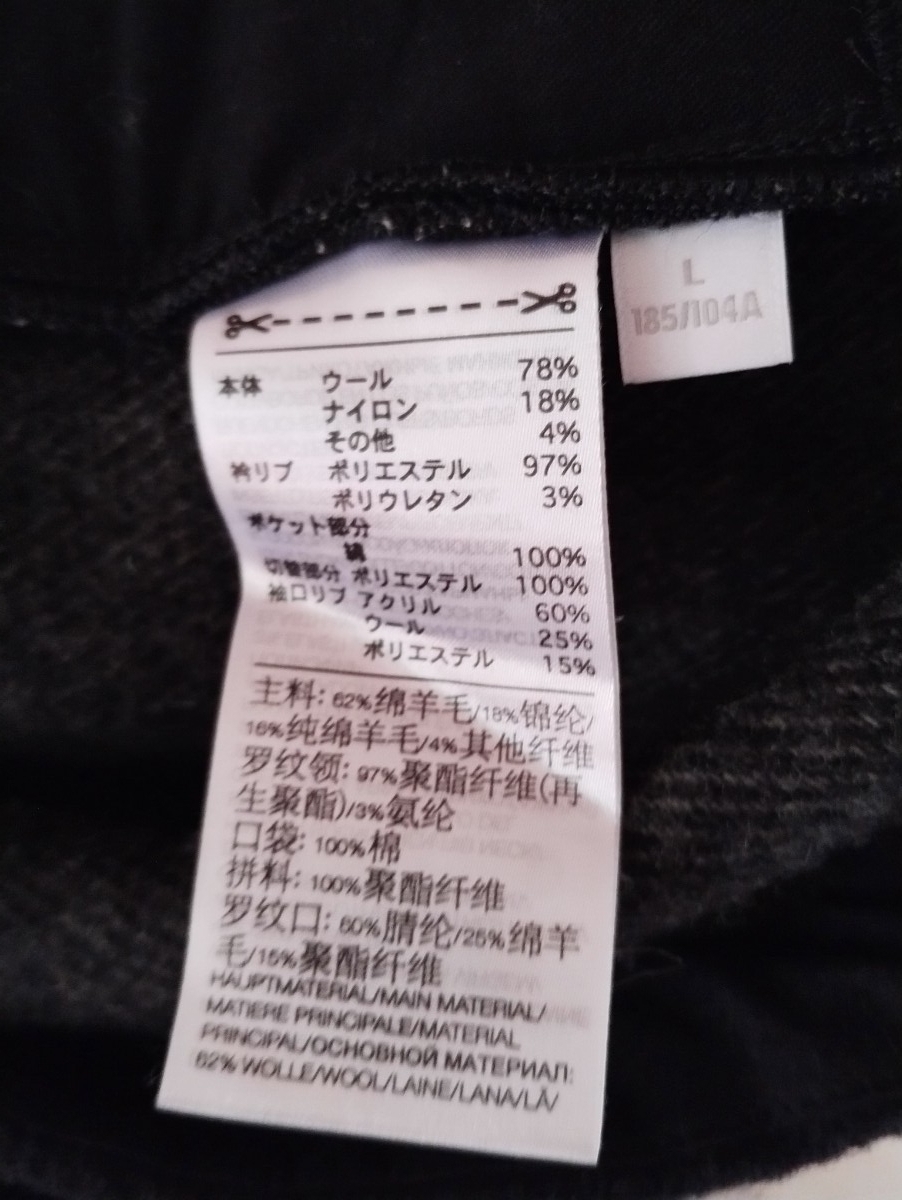 L
185/104A
本体 ウール 78%
ナイロン 18%
その他 4%
衿リブ ポリエステル 97%
ポリウレタン 3%
ポケット部分
綿 100%
切替部分 ポリエステル 100%
袖口リブ アクリル 60%
ウール 25%
ポリエステル 15%
主料: 62%绵羊毛/18%锦纶/
16%纯绵羊毛/4%其他纤维
罗纹领: 97%聚酯纤维(再
生聚酯)/3%氨纶
口袋: 100%棉
拼料: 100%聚酯纤维
罗纹口: 60%腈纶/25%绵羊
毛/15%聚酯纤维
HAUPTMATERIAL/MAIN MATERIAL/
MATIERE PRINCIPALE/MATERIAL
PRINCIPAL/ОСНОВНОЙ МАТЕРИАЛ:
62% WOLLE/WOOL/LAINE/LANA/LÃ/